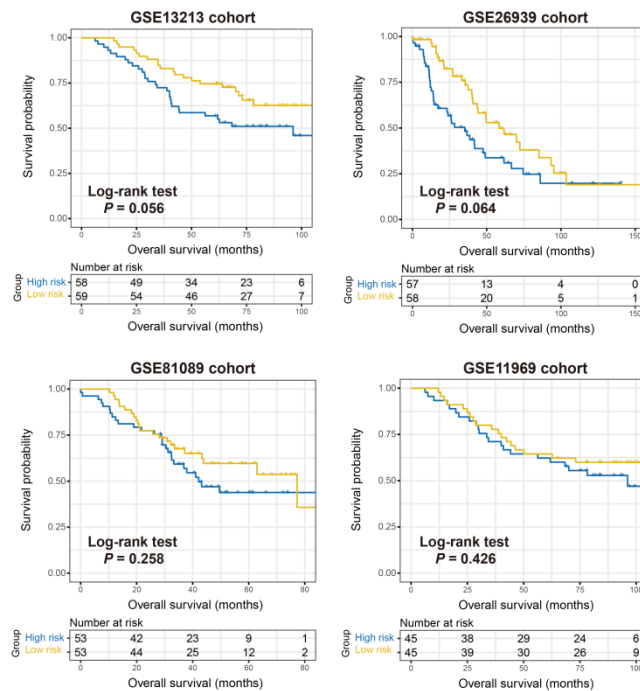 GSE13213 cohort
Survival probability
1.00
0.75
0.50
0.25
0.00
Log-rank test
P = 0.056
0 25 50 75 100
Overall survival (months)
Number at risk
Group
High risk 58 49 34 23 6
Low risk 59 54 46 27 7
0 25 50 75 100
Overall survival (months)
GSE26939 cohort
Survival probability
1.00
0.75
0.50
0.25
0.00
Log-rank test
P = 0.064
0 50 100 150
Overall survival (months)
Number at risk
Group
High risk 57 13 4 0
Low risk 58 20 5 1
0 50 100 150
Overall survival (months)
GSE81089 cohort
Survival probability
1.00
0.75
0.50
0.25
0.00
Log-rank test
P = 0.258
0 20 40 60 80
Overall survival (months)
Number at risk
Group
High risk 53 42 23 9 1
Low risk 53 44 25 12 2
0 20 40 60 80
Overall survival (months)
GSE11969 cohort
Survival probability
1.00
0.75
0.50
0.25
0.00
Log-rank test
P = 0.426
0 25 50 75 100
Overall survival (months)
Number at risk
Group
High risk 45 38 29 24 6
Low risk 45 39 30 26 9
0 25 50 75 100
Overall survival (months)